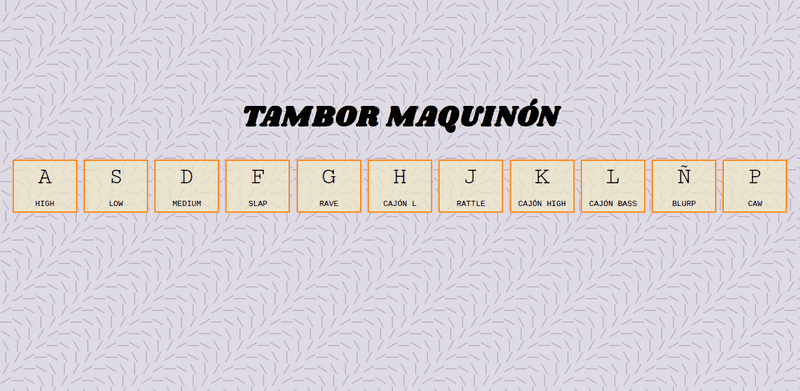 TAMBOR MAQUINÓN
A S D F G H J K L Ñ P
HIGH LOW MEDIUM SLAP RAVE CAJÓN L RATTLE CAJÓN HIGH CAJÓN BASS BLURP CAW